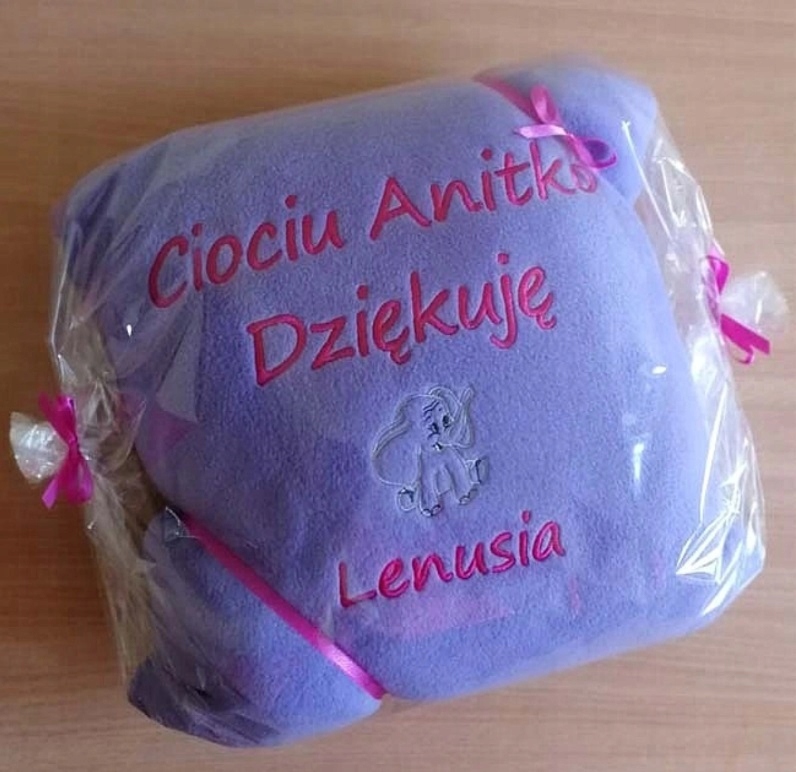 Ciociu Anitko
Dziękuję
Lenusia